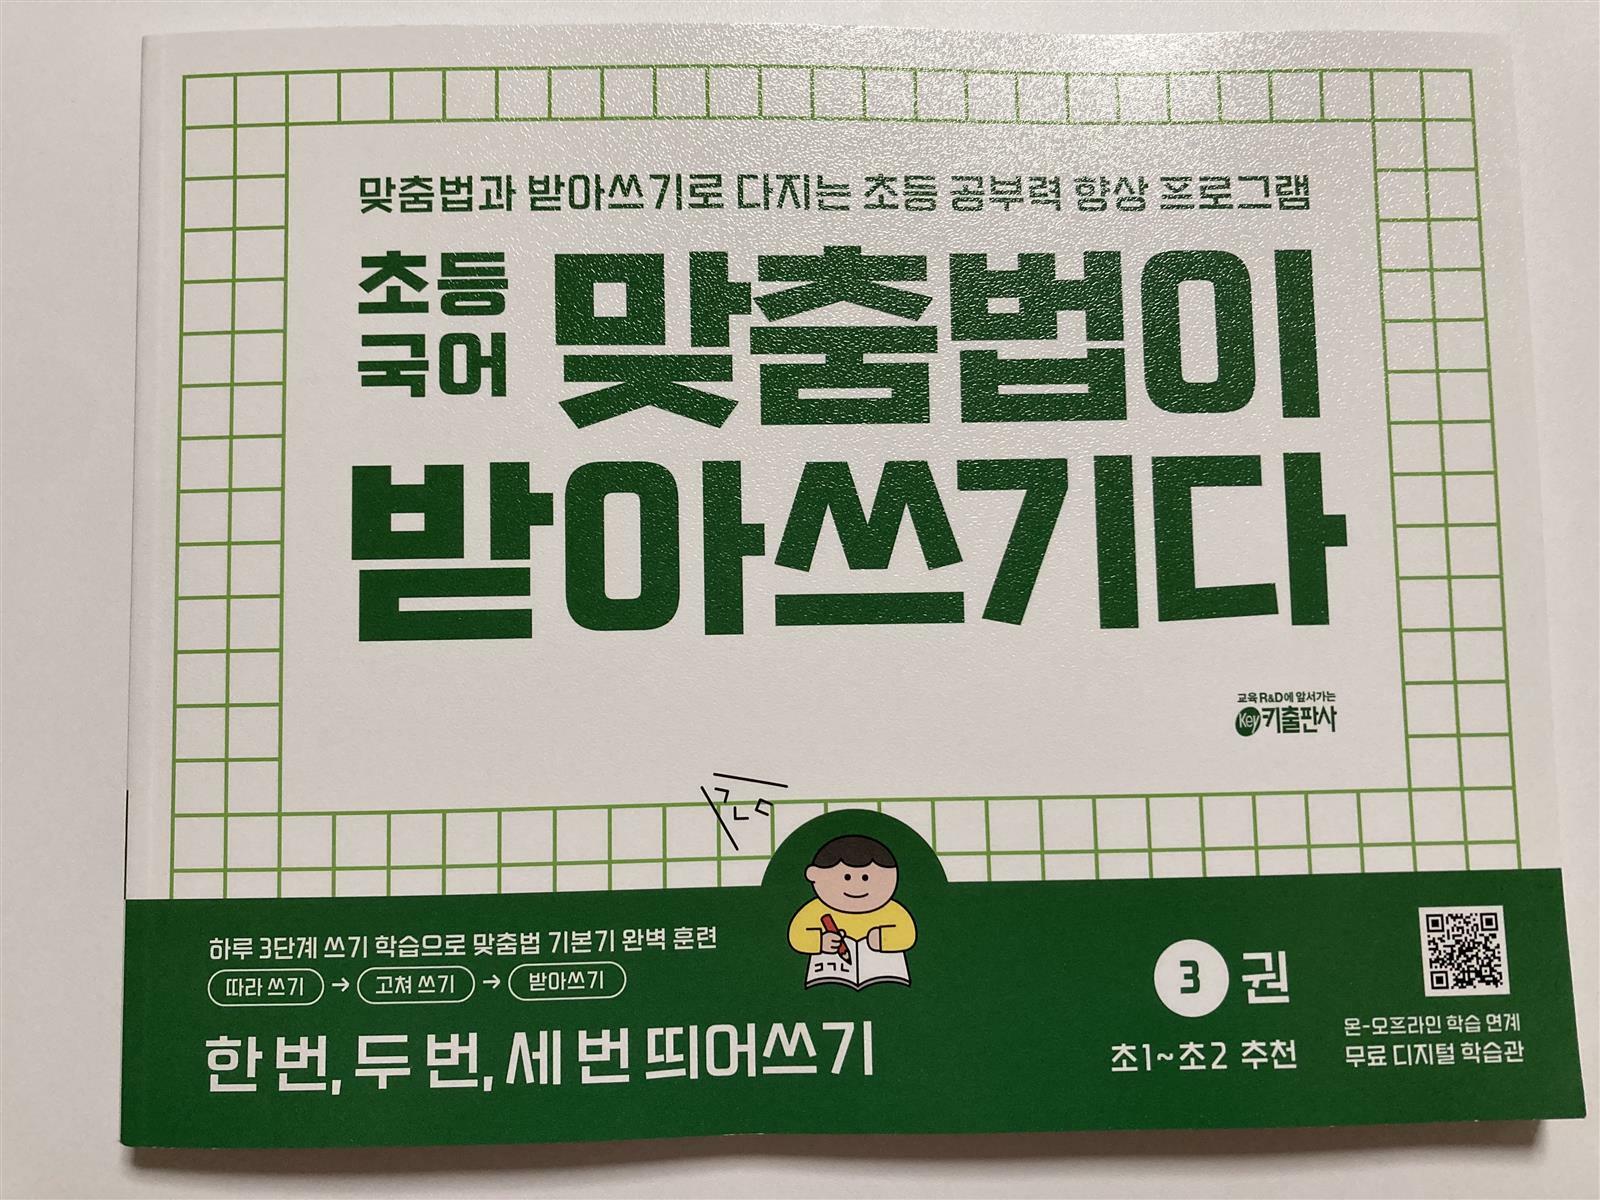 맞춤법과 받아쓰기로 다지는 초등 공부력 향상 프로그램
초등
국어
맞춤법이
받아쓰기다
교육 R&D에 앞서가는
Key 키출판사
ㄱㄴㅁ
ㄱㄴ
하루 3단계 쓰기 학습으로 맞춤법 기본기 완벽 훈련
따라 쓰기 → 고쳐 쓰기 → 받아쓰기
한 번, 두 번, 세 번 띄어쓰기
3 권
초1~초2 추천
온-오프라인 학습 연계
무료 디지털 학습관